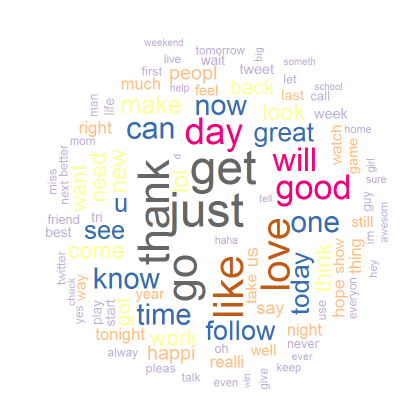 weekend
tomorrow
someth
big
live
wait
first
tweet
let
peopl
help
feel
school
much
back
last
call
man
life
make
now
look
week
right
can
day
great
watch
home
morn
lol
d
will
game
girl
want
need
new
get
good
sure
miss
next better
thank
tell
guy
awesom
friend
tri
u
just
one
still
im
best
see
haha
love
hey
come
go
like
take us
today
think
hope show
thing
everyon
twitter
check
yes
way
know
year
say
use
play
start
got
time
follow
night
never
tonight
work
oh
well
ever
alway
happi
realli
keep
pleas
talk
even
win
give